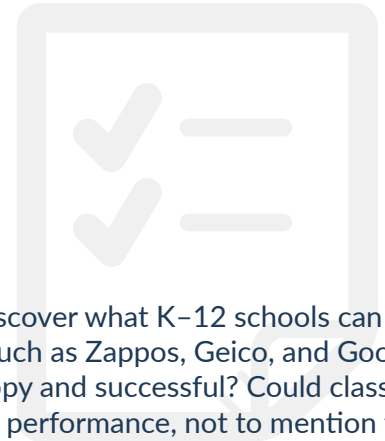 scover what K–12 schools can
uch as Zappos, Geico, and Goo
py and successful? Could class
performance, not to mention